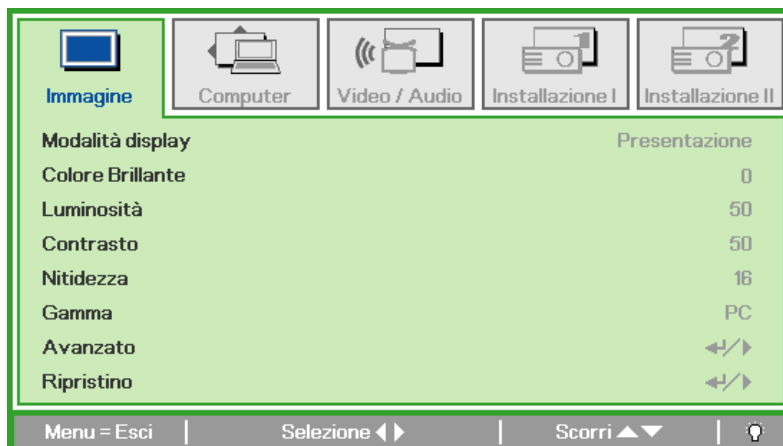 Immagine Computer Video / Audio Installazione I Installazione II
Modalità display Presentazione
Colore Brillante 0
Luminosità 50
Contrasto 50
Nitidezza 16
Gamma PC
Avanzato
Ripristino
Menu = Esci Selezione Scorri